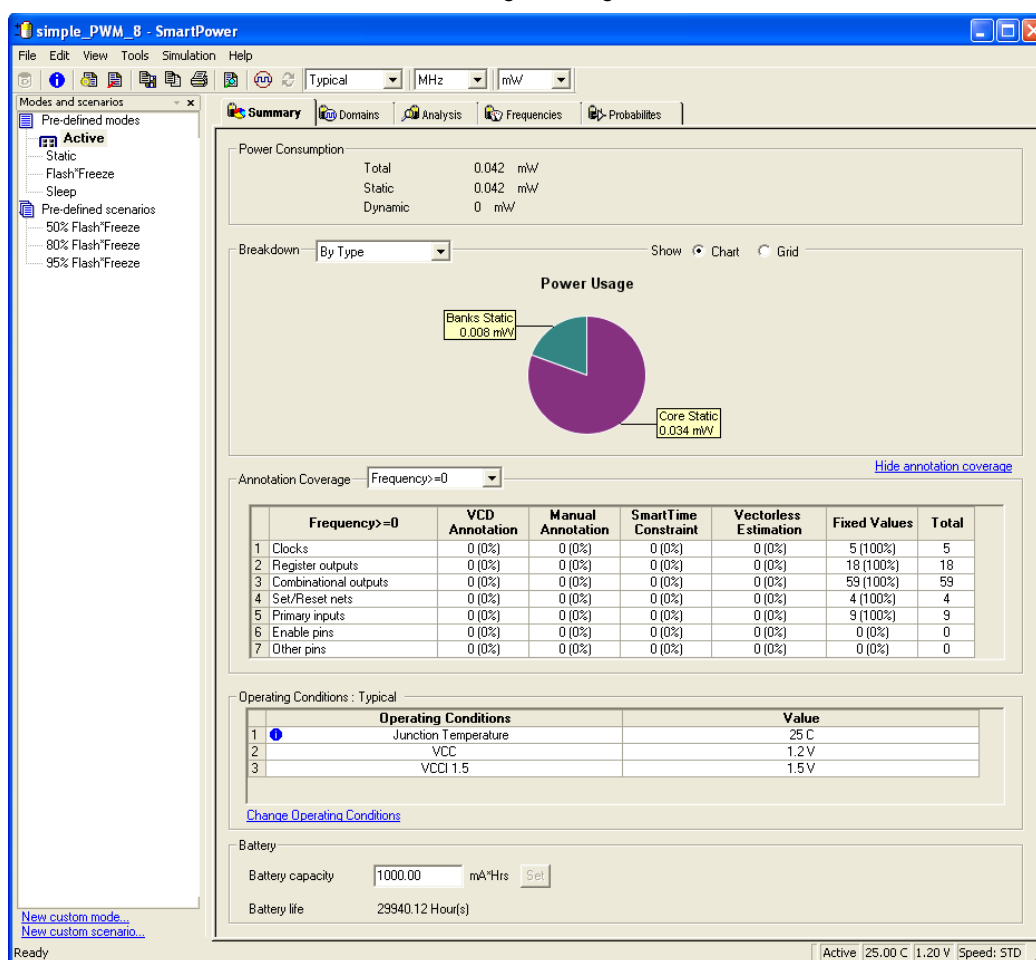 simple_PWM_8 - SmartPower
File Edit View Tools Simulation Help
Typical MHz mW
Modes and scenarios
Pre-defined modes
Active
Static
Flash*Freeze
Sleep
Pre-defined scenarios
50% Flash*Freeze
80% Flash*Freeze
95% Flash*Freeze
New custom mode...
New custom scenario...
Summary Domains Analysis Frequencies Probabilites
Power Consumption
Total 0.042 mW
Static 0.042 mW
Dynamic 0 mW
Breakdown By Type Show Chart Grid
Power Usage
Banks Static
0.008 mW
Core Static
0.034 mW
Hide annotation coverage
Annotation Coverage Frequency>=0
Frequency>=0 VCD Annotation Manual Annotation SmartTime Constraint Vectorless Estimation Fixed Values Total
1 Clocks 0 (0%) 0 (0%) 0 (0%) 0 (0%) 5 (100%) 5
2 Register outputs 0 (0%) 0 (0%) 0 (0%) 0 (0%) 18 (100%) 18
3 Combinational outputs 0 (0%) 0 (0%) 0 (0%) 0 (0%) 59 (100%) 59
4 Set/Reset nets 0 (0%) 0 (0%) 0 (0%) 0 (0%) 4 (100%) 4
5 Primary inputs 0 (0%) 0 (0%) 0 (0%) 0 (0%) 9 (100%) 9
6 Enable pins 0 (0%) 0 (0%) 0 (0%) 0 (0%) 0 (0%) 0
7 Other pins 0 (0%) 0 (0%) 0 (0%) 0 (0%) 0 (0%) 0
Operating Conditions : Typical
Operating Conditions Value
1 Junction Temperature 25 C
2 VCC 1.2 V
3 VCCI 1.5 1.5 V
Change Operating Conditions
Battery
Battery capacity 1000.00 mA*Hrs Set
Battery life 29940.12 Hour(s)
Ready Active 25.00 C 1.20 V Speed: STD